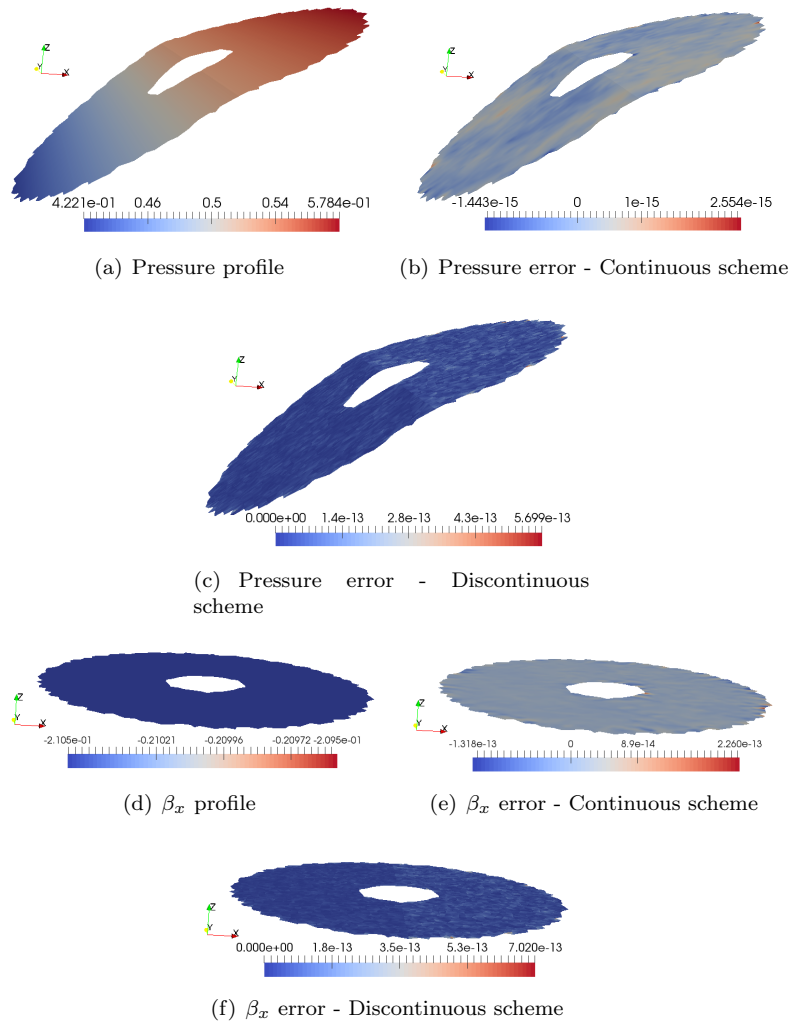 Z
Y
X
4.221e-01 0.46 0.5 0.54 5.784e-01
(a) Pressure profile
Z
Y
X
-1.443e-15 0 1e-15 2.554e-15
(b) Pressure error - Continuous scheme
Z
Y
X
0.000e+00 1.4e-13 2.8e-13 4.3e-13 5.699e-13
(c) Pressure error - Discontinuous
scheme
Z
Y
X
-2.105e-01 -0.21021 -0.20996 -0.20972 -2.095e-01
(d) βx profile
Z
Y
X
-1.318e-13 0 8.9e-14 2.260e-13
(e) βx error - Continuous scheme
Z
Y
X
0.000e+00 1.8e-13 3.5e-13 5.3e-13 7.020e-13
(f) βx error - Discontinuous scheme